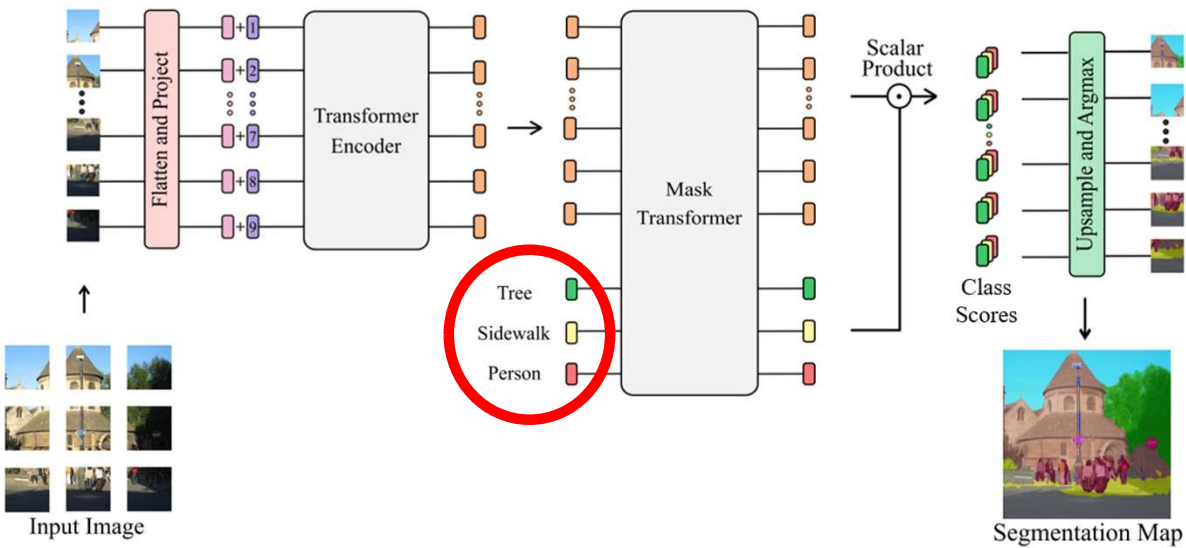 Flatten and Project
+1
+2
+7
+8
+9
Transformer
Encoder
Mask
Transformer
Tree
Sidewalk
Person
Scalar
Product
Class
Scores
Upsample and Argmax
Input Image
Segmentation Map